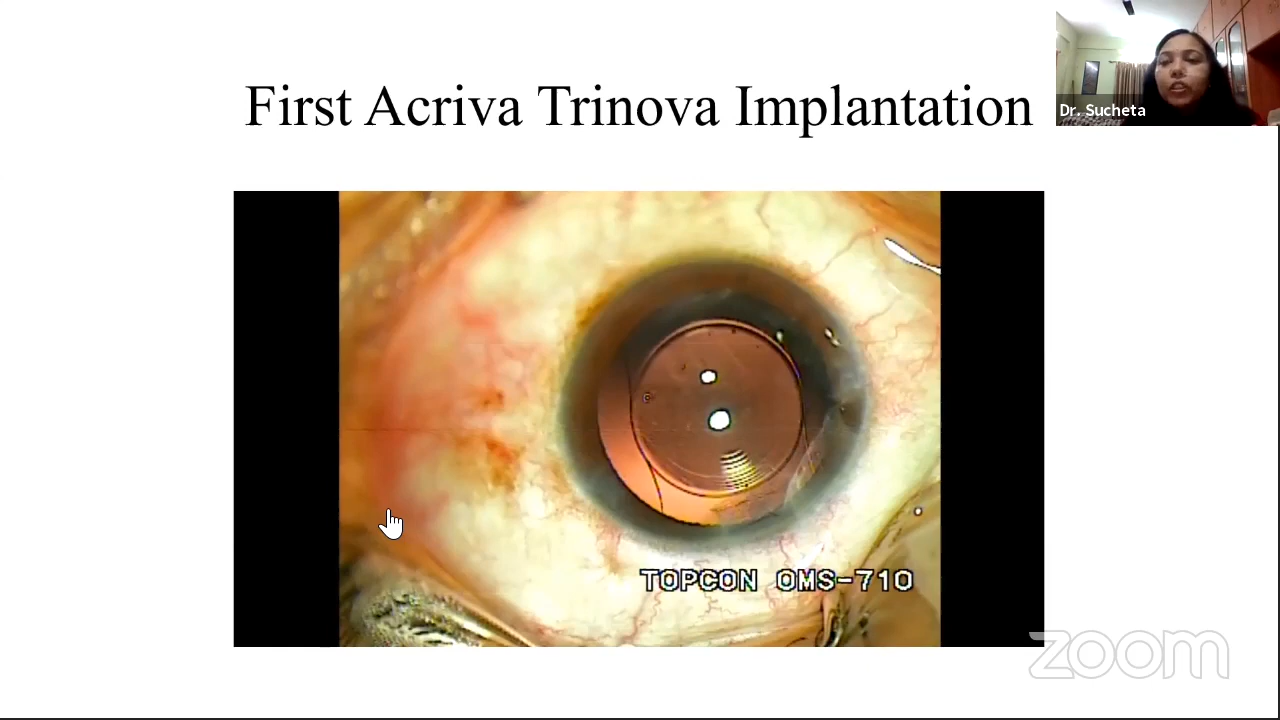 First Acriva Trinova Implantation
Dr. Sucheta
TOPCON OMS-710
zoom